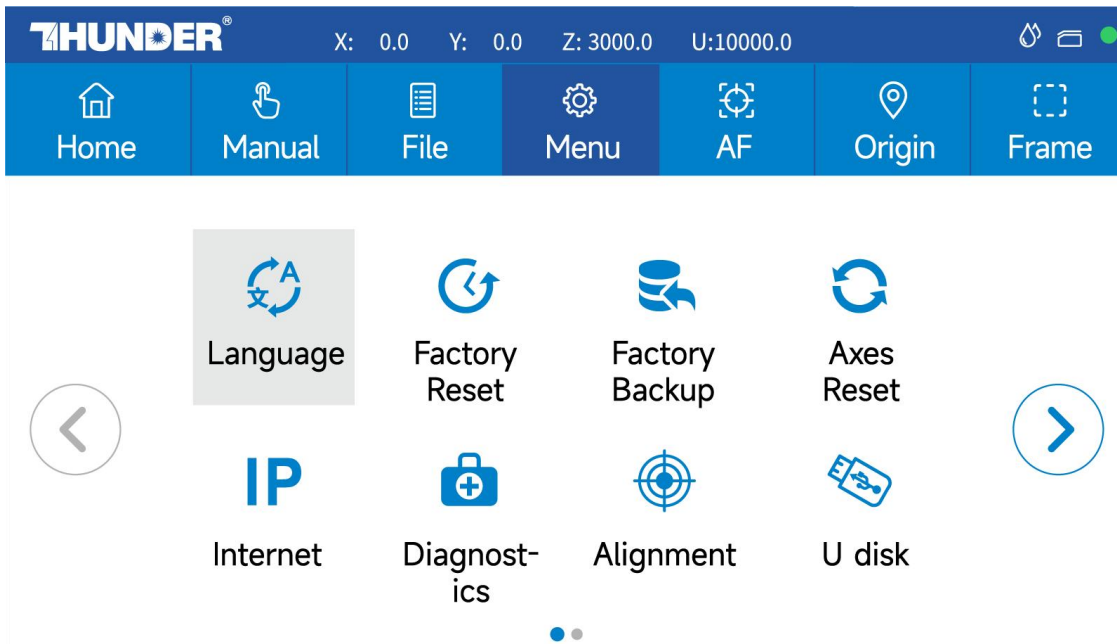 THUNDER® X: 0.0 Y: 0.0 Z: 3000.0 U:10000.0
Home Manual File Menu AF Origin Frame
文 A
Language Factory Factory Axes
Reset Backup Reset
IP
Internet Diagnost- Alignment U disk
ics